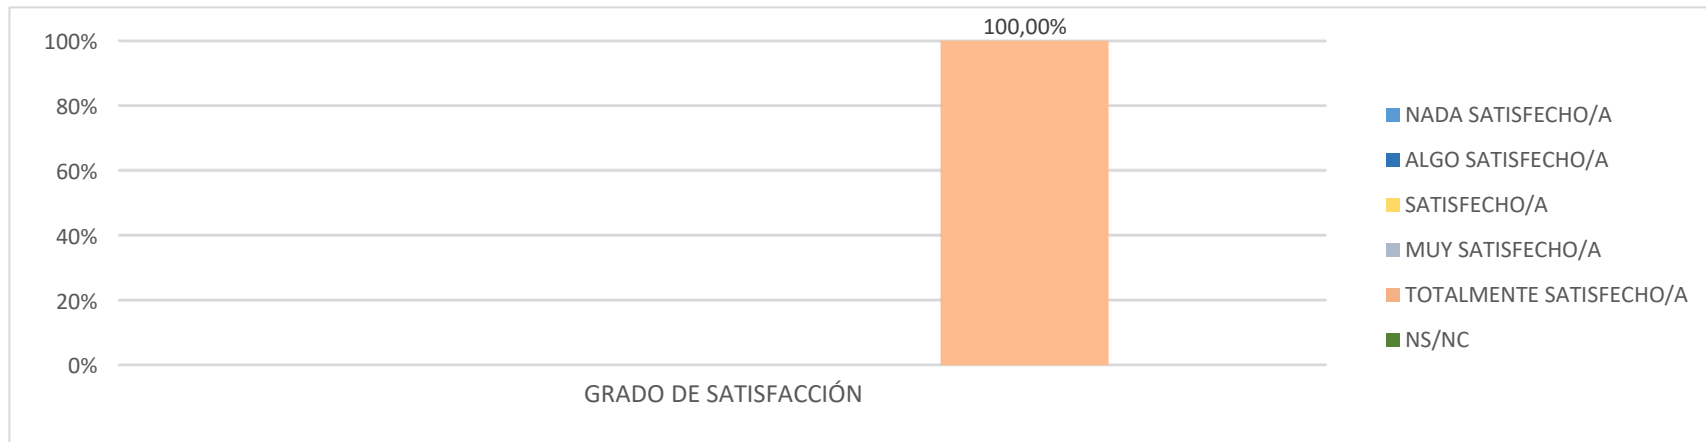 100,00%
100%
80%
60%
40%
20%
0%
GRADO DE SATISFACCIÓN
NADA SATISFECHO/A
ALGO SATISFECHO/A
SATISFECHO/A
MUY SATISFECHO/A
TOTALMENTE SATISFECHO/A
NS/NC